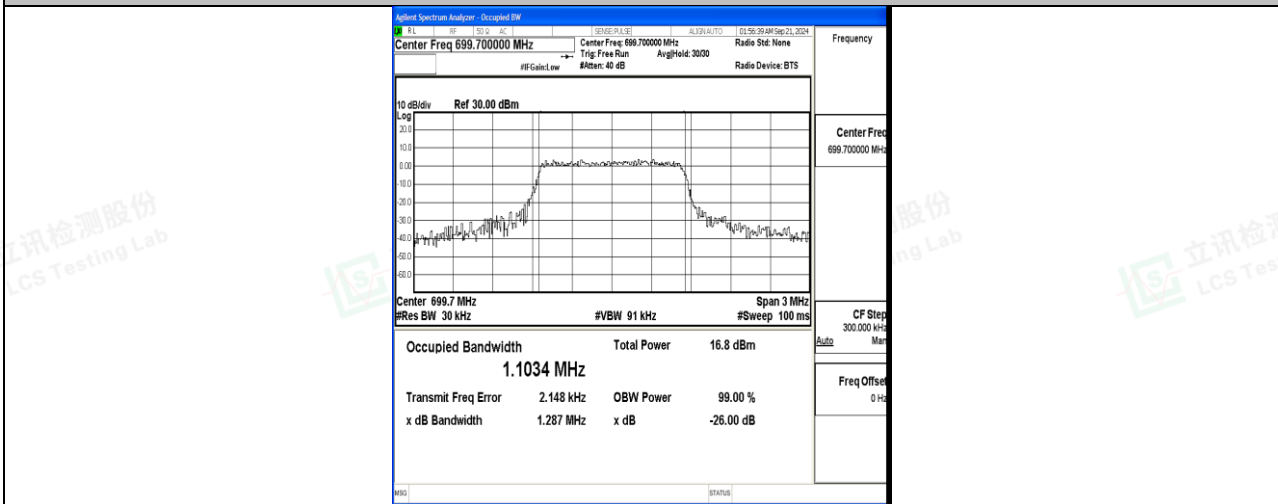 Agilent Spectrum Analyzer - Occupied BW
RL RF 50 Ω AC SENSE:PULSE ALIGN AUTO 01:56:39 AM Sep 21, 2024
Center Freq 699.700000 MHz
Center Freq: 699.700000 MHz
Radio Std: None
Trig: Free Run Avg|Hold: 30/30
#IFGain:Low #Atten: 40 dB Radio Device: BTS
Frequency
10 dB/div Ref 30.00 dBm
Log
20.0
10.0
0.00
-10.0
-20.0
-30.0
-40.0
-50.0
-60.0
Center 699.7 MHz Span 3 MHz
#Res BW 30 kHz #VBW 91 kHz #Sweep 100 ms
Center Freq
699.700000 MHz
CF Step
300.000 kHz
Auto Man
Freq Offset
0 Hz
Occupied Bandwidth Total Power 16.8 dBm
1.1034 MHz
Transmit Freq Error 2.148 kHz OBW Power 99.00 %
x dB Bandwidth 1.287 MHz x dB -26.00 dB
MSG STATUS
立讯检测股份
LCS Testing Lab